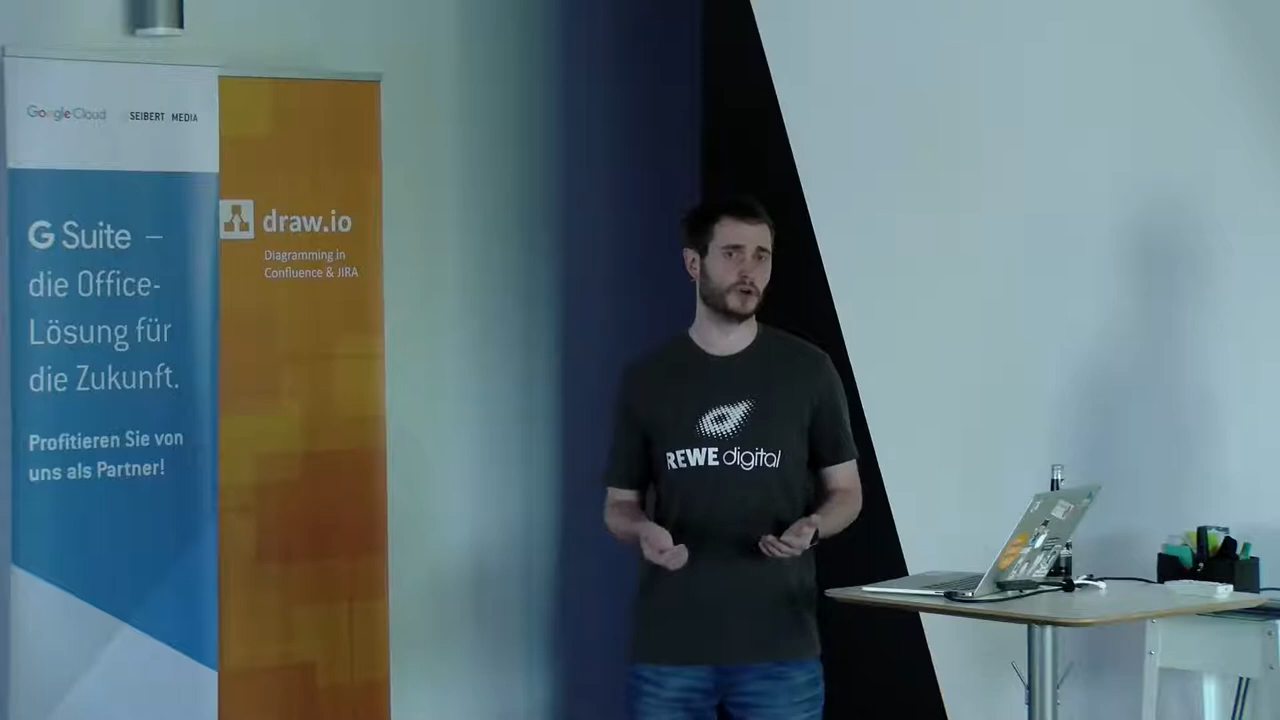 Google Cloud
SEIBERT MEDIA
G Suite –
die Office-
Lösung für
die Zukunft.
Profitieren Sie von
uns als Partner!
draw.io
Diagramming in
Confluence & JIRA
REWE digital